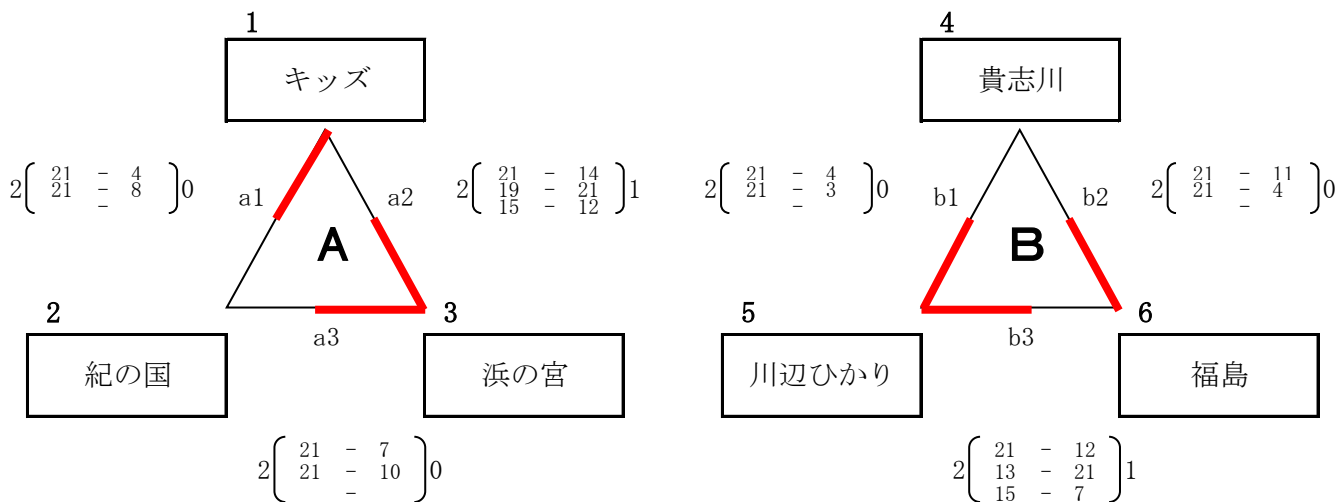 1
キッズ
4
貴志川
2 21 - 4 0
21 - 8
-
a1
a2
2 21 - 14 1
19 - 21
15 - 12
A
2 21 - 4 0
21 - 3
-
b1
b2
2 21 - 11 0
21 - 4
-
B
2
紀の国
a3
3
浜の宮
5
川辺ひかり
b3
6
福島
2 21 - 7 0
21 - 10
-
2 21 - 12 1
13 - 21
15 - 7